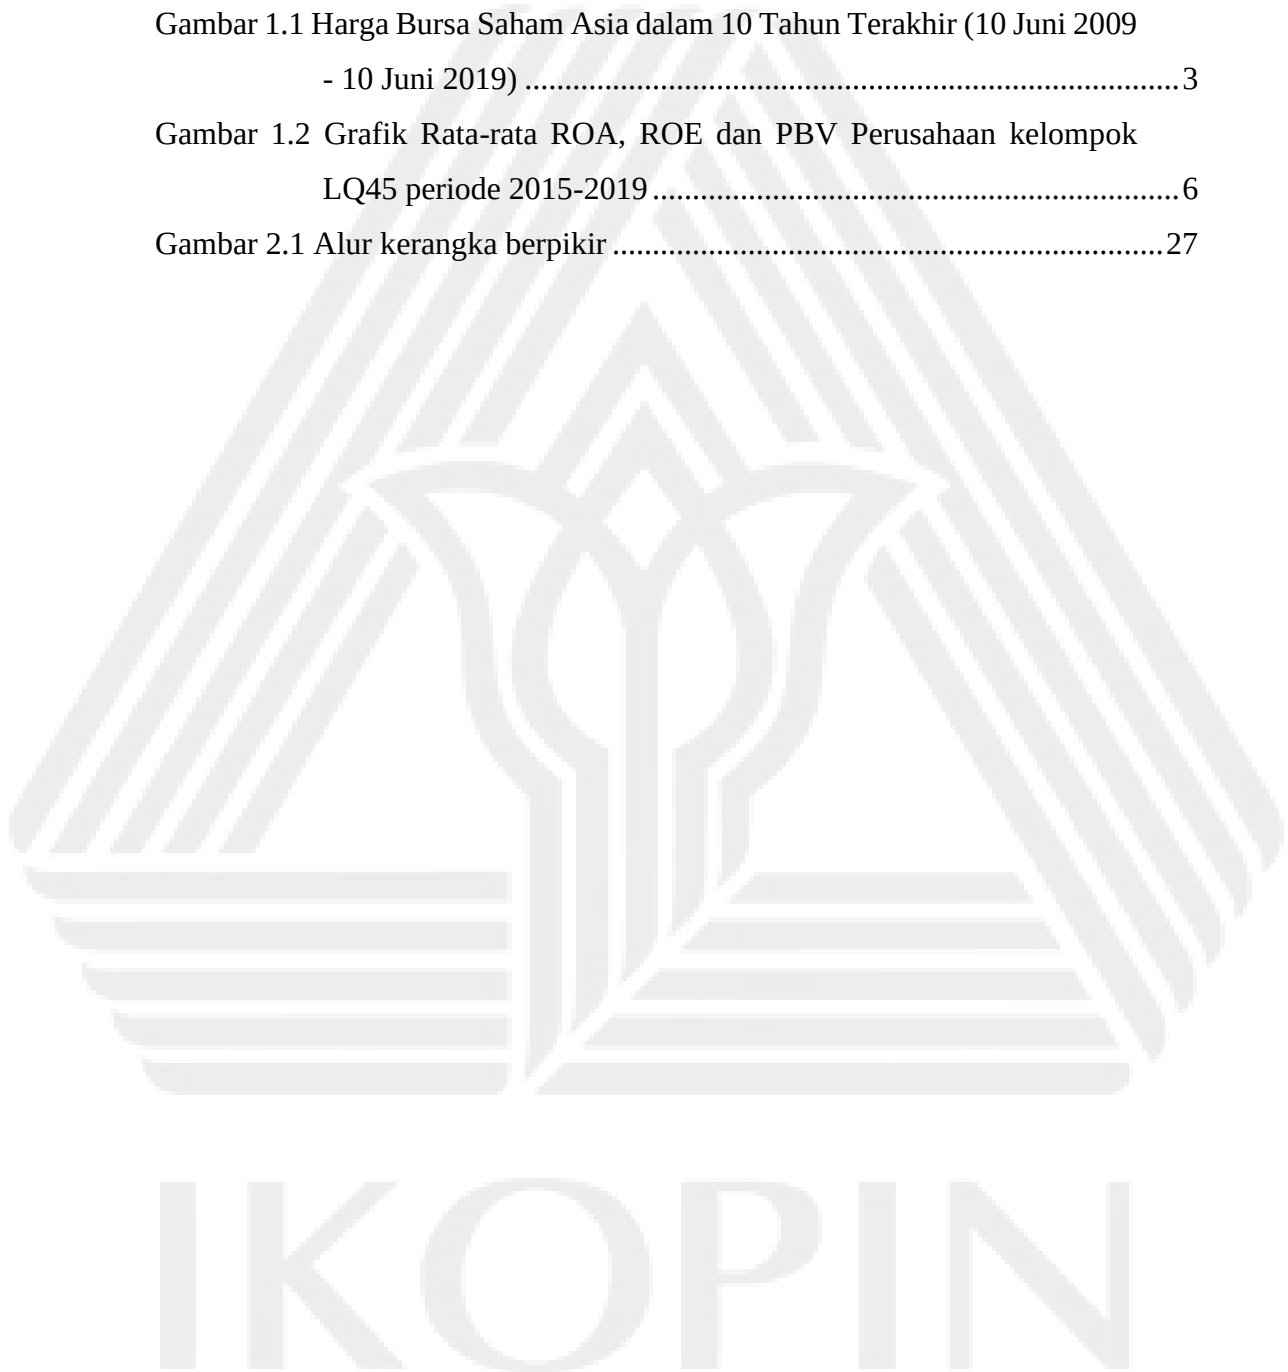 Gambar 1.1 Harga Bursa Saham Asia dalam 10 Tahun Terakhir (10 Juni 2009
- 10 Juni 2019) .................................................................................. 3
Gambar 1.2 Grafik Rata-rata ROA, ROE dan PBV Perusahaan kelompok
LQ45 periode 2015-2019 .................................................................. 6
Gambar 2.1 Alur kerangka berpikir ..................................................................... 27
IKOPIN